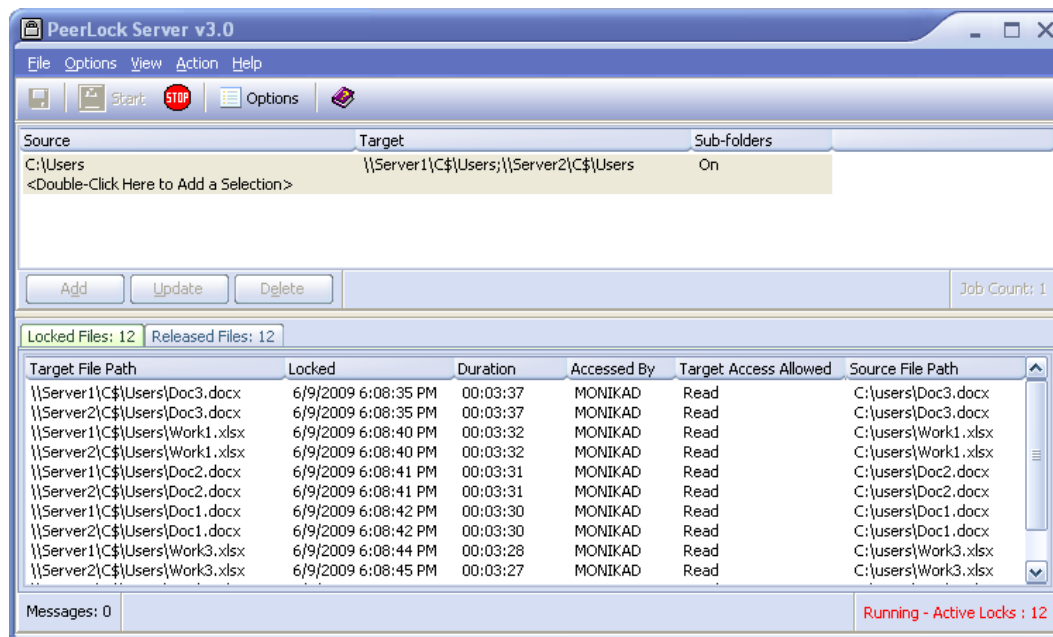 PeerLock Server v3.0
File Options View Action Help
Start STOP Options
Source Target Sub-folders
C:\Users \\Server1\C$\Users;\\Server2\C$\Users On
<Double-Click Here to Add a Selection>
Add Update Delete Job Count: 1
Locked Files: 12 Released Files: 12
Target File Path Locked Duration Accessed By Target Access Allowed Source File Path
\\Server1\C$\Users\Doc3.docx 6/9/2009 6:08:35 PM 00:03:37 MONIKAD Read C:\users\Doc3.docx
\\Server2\C$\Users\Doc3.docx 6/9/2009 6:08:35 PM 00:03:37 MONIKAD Read C:\users\Doc3.docx
\\Server1\C$\Users\Work1.xlsx 6/9/2009 6:08:40 PM 00:03:32 MONIKAD Read C:\users\Work1.xlsx
\\Server2\C$\Users\Work1.xlsx 6/9/2009 6:08:40 PM 00:03:32 MONIKAD Read C:\users\Work1.xlsx
\\Server1\C$\Users\Doc2.docx 6/9/2009 6:08:41 PM 00:03:31 MONIKAD Read C:\users\Doc2.docx
\\Server2\C$\Users\Doc2.docx 6/9/2009 6:08:41 PM 00:03:31 MONIKAD Read C:\users\Doc2.docx
\\Server1\C$\Users\Doc1.docx 6/9/2009 6:08:42 PM 00:03:30 MONIKAD Read C:\users\Doc1.docx
\\Server2\C$\Users\Doc1.docx 6/9/2009 6:08:42 PM 00:03:30 MONIKAD Read C:\users\Doc1.docx
\\Server1\C$\Users\Work3.xlsx 6/9/2009 6:08:44 PM 00:03:28 MONIKAD Read C:\users\Work3.xlsx
\\Server2\C$\Users\Work3.xlsx 6/9/2009 6:08:45 PM 00:03:27 MONIKAD Read C:\users\Work3.xlsx
Messages: 0 Running - Active Locks : 12